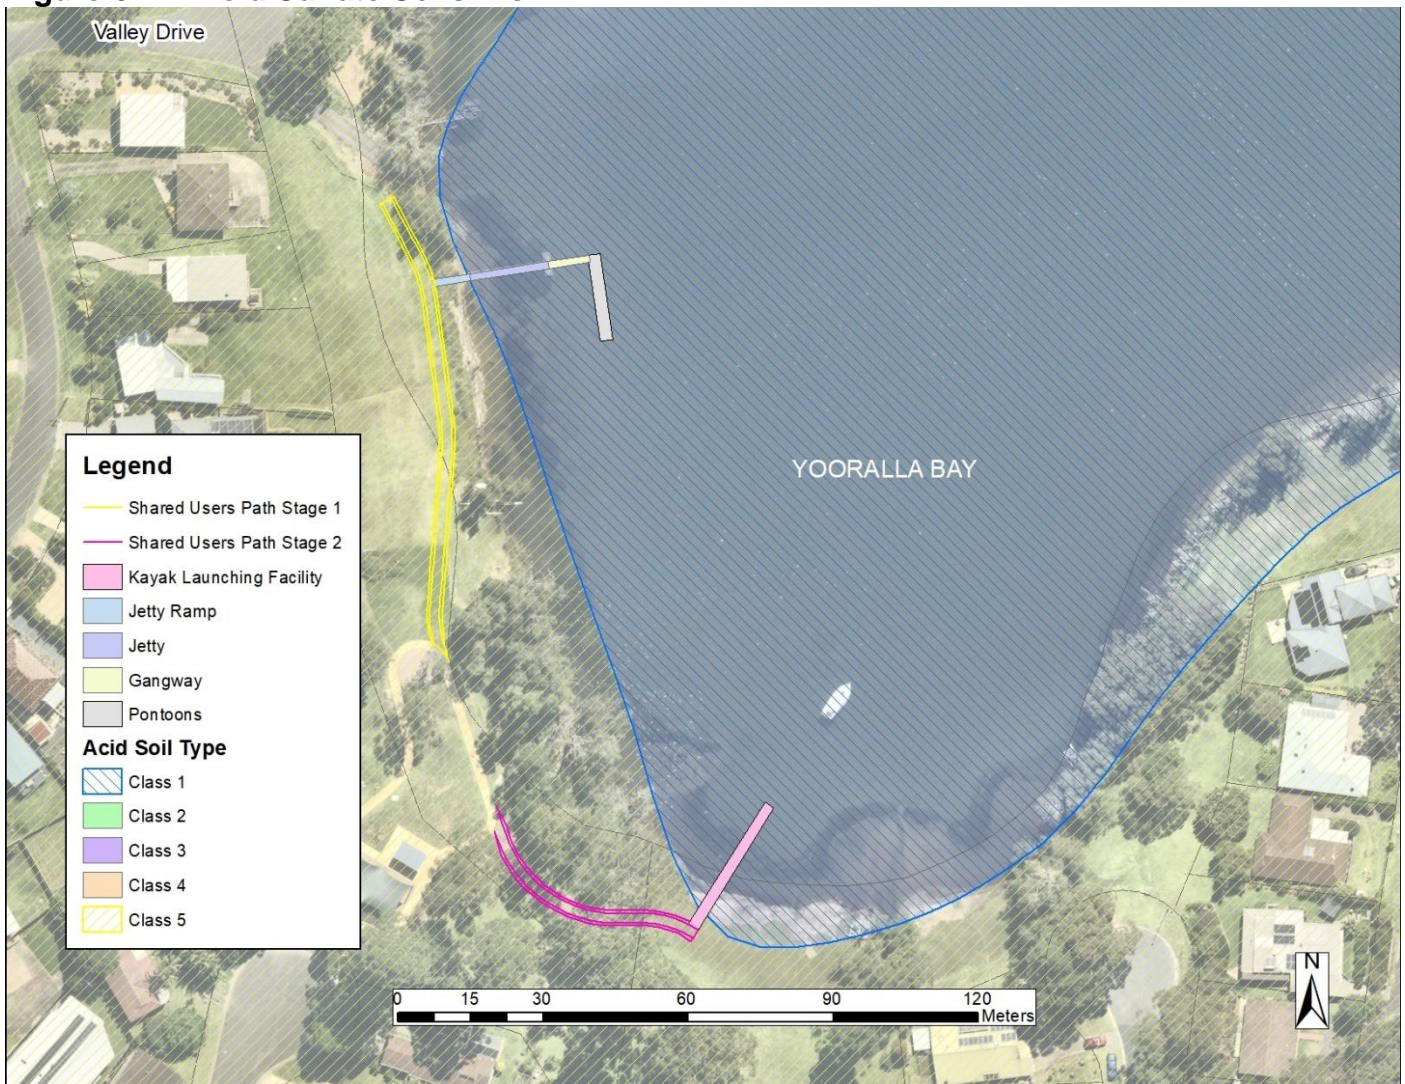 Valley Drive
YOORALLA BAY
Legend
Shared Users Path Stage 1
Shared Users Path Stage 2
Kayak Launching Facility
Jetty Ramp
Jetty
Gangway
Pontoons
Acid Soil Type
Class 1
Class 2
Class 3
Class 4
Class 5
0 15 30 60 90 120
Meters
N